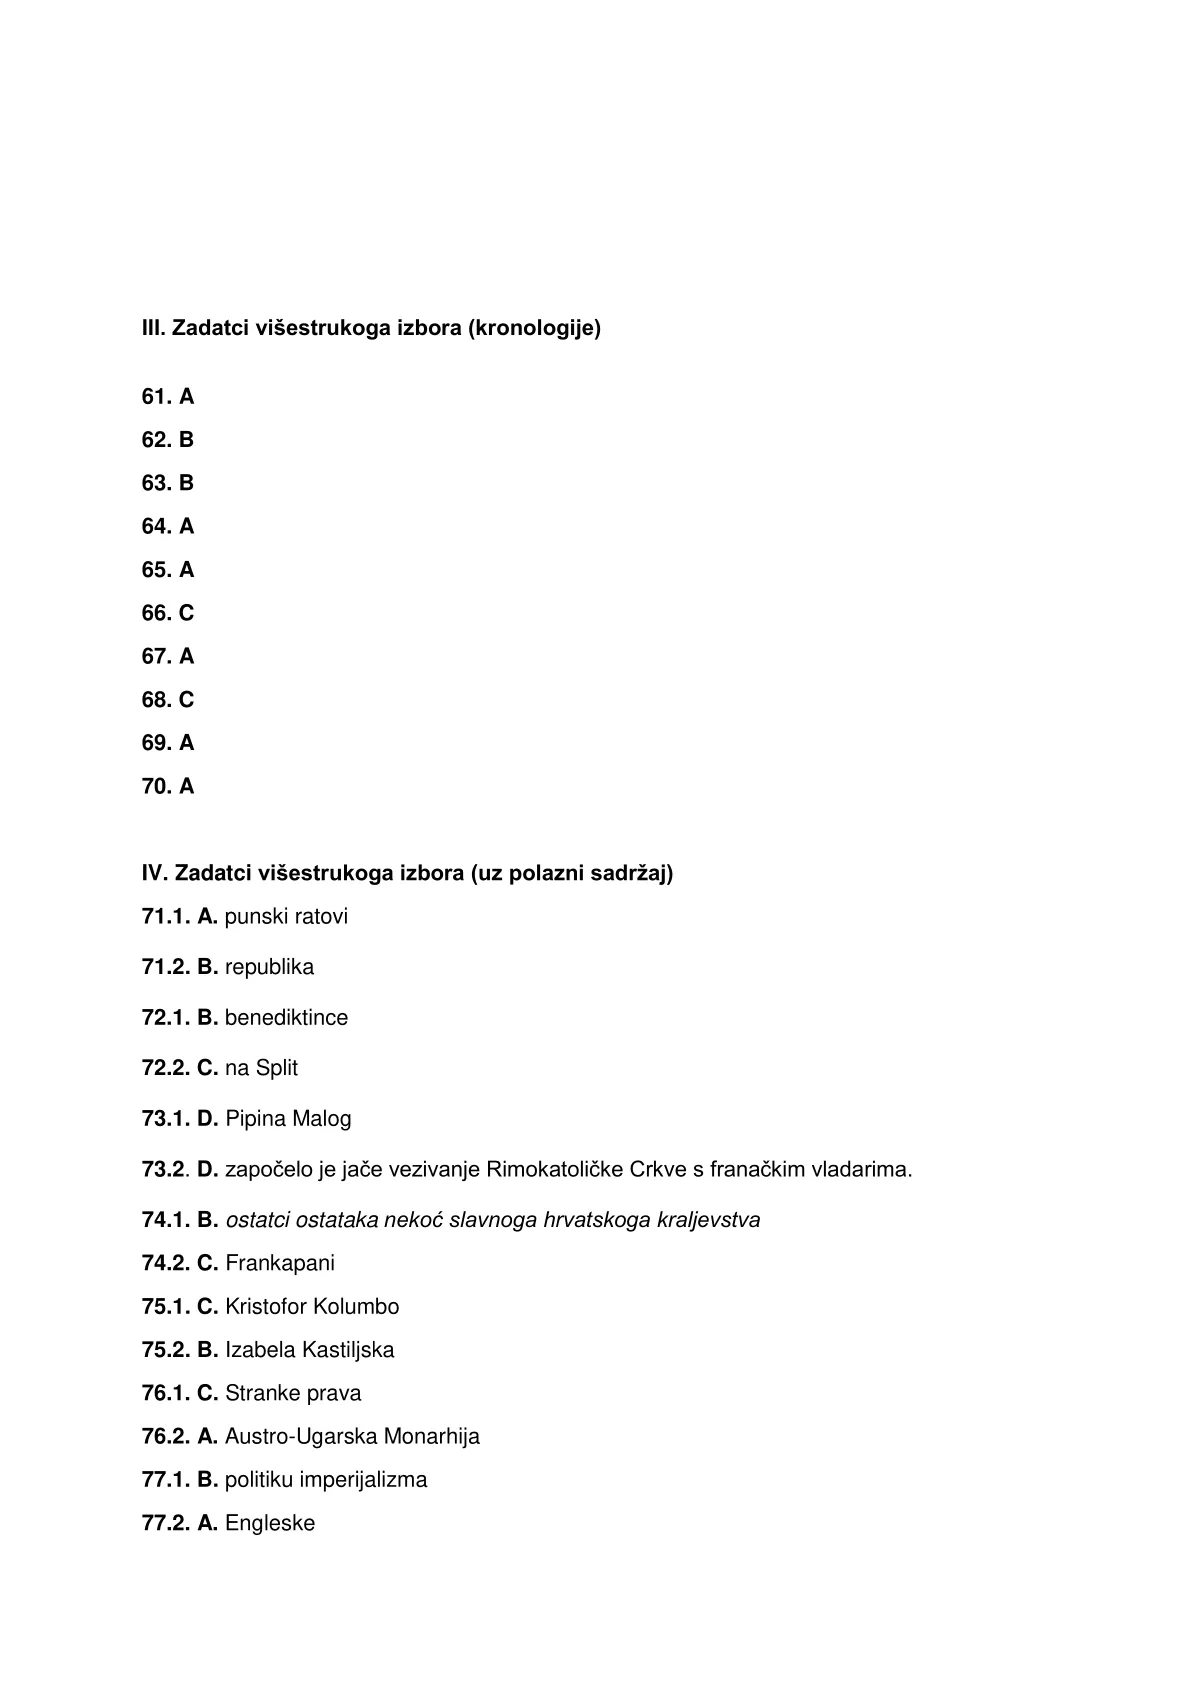 III. Zadatci višestrukoga izbora (kronologije)
61. A
62. B
63. B
64. A
65. A
66. C
67. A
68. C
69. A
70. A
IV. Zadatci višestrukoga izbora (uz polazni sadržaj)
71.1. A. punski ratovi
71.2. B. republika
72.1. B. benediktince
72.2. C. na Split
73.1. D. Pipina Malog
73.2. D. započelo je jače vezivanje Rimokatoličke Crkve s franačkim vladarima.
74.1. B. ostatci ostataka nekoć slavnoga hrvatskoga kraljevstva
74.2. C. Frankapani
75.1. C. Kristofor Kolumbo
75.2. B. Izabela Kastiljska
76.1. C. Stranke prava
76.2. A. Austro-Ugarska Monarhija
77.1. B. politiku imperijalizma
77.2. A. Engleske